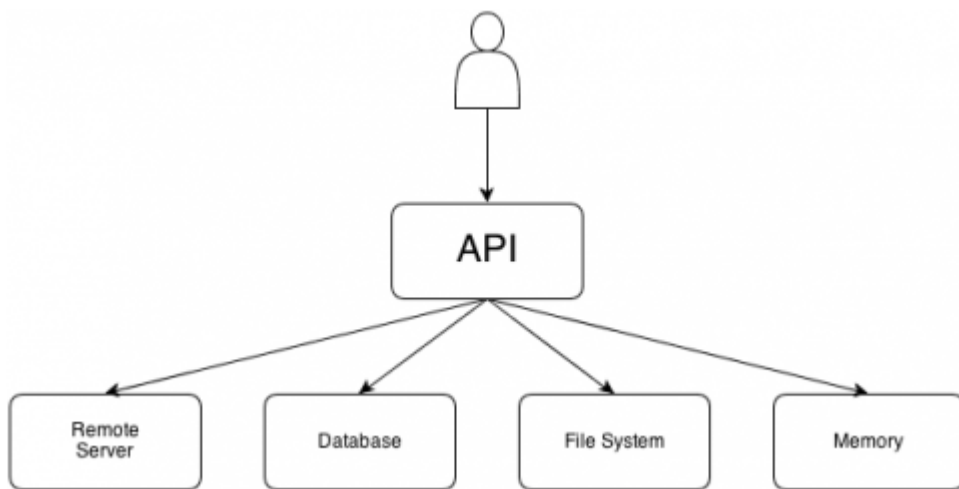 API
Remote
Server
Database
File System
Memory